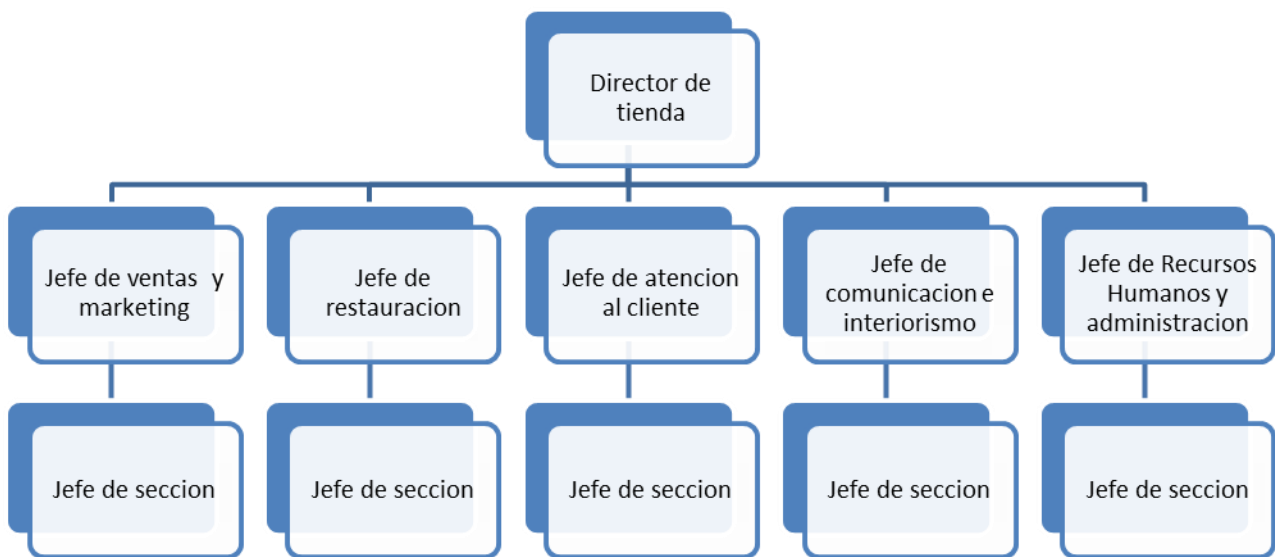 Director de
tienda
Jefe de ventas  y
marketing
Jefe de
restauracion
Jefe de atencion
al cliente
Jefe de
comunicacion e
interiorismo
Jefe de Recursos
Humanos y
administracion
Jefe de seccion
Jefe de seccion
Jefe de seccion
Jefe de seccion
Jefe de seccion